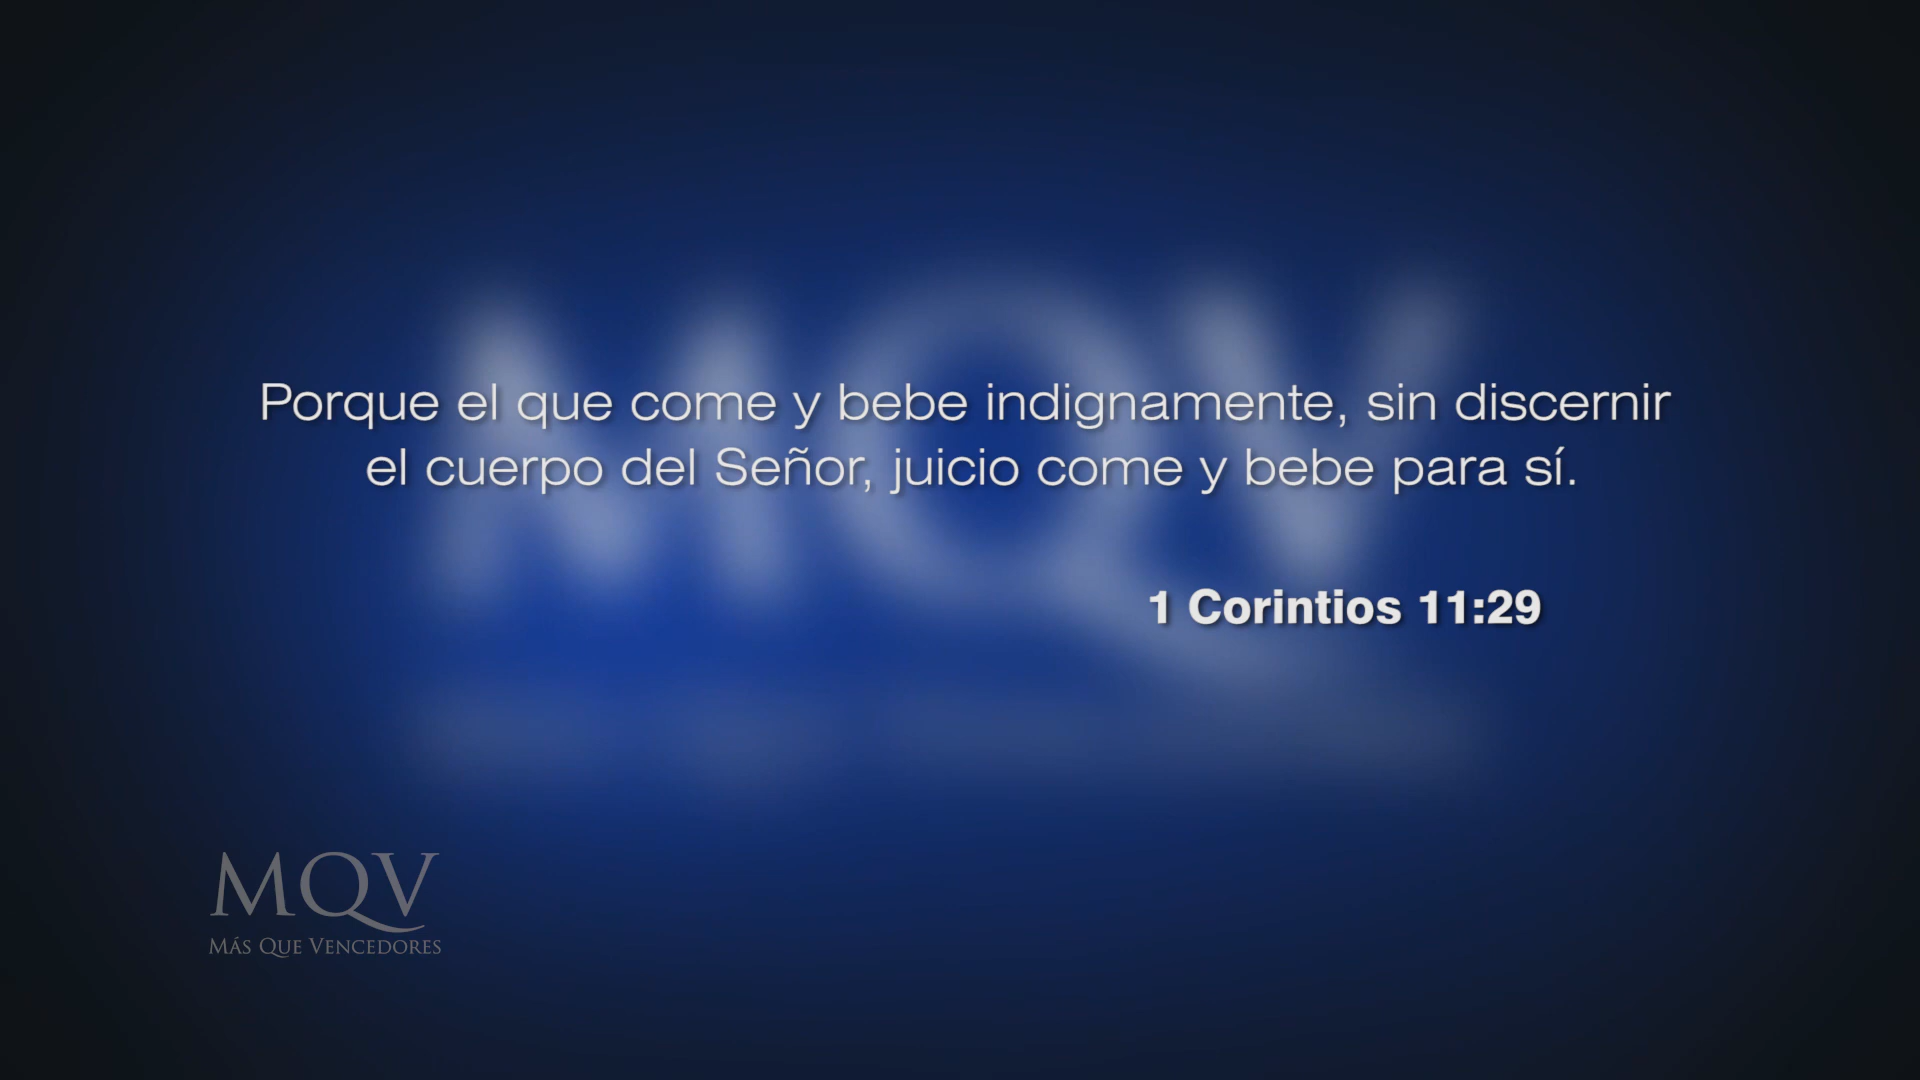 Porque el que come y bebe indignamente, sin discernir
el cuerpo del Señor, juicio come y bebe para sí.
1 Corintios 11:29
MQV
MQV
MÁS QUE VENCEDORES